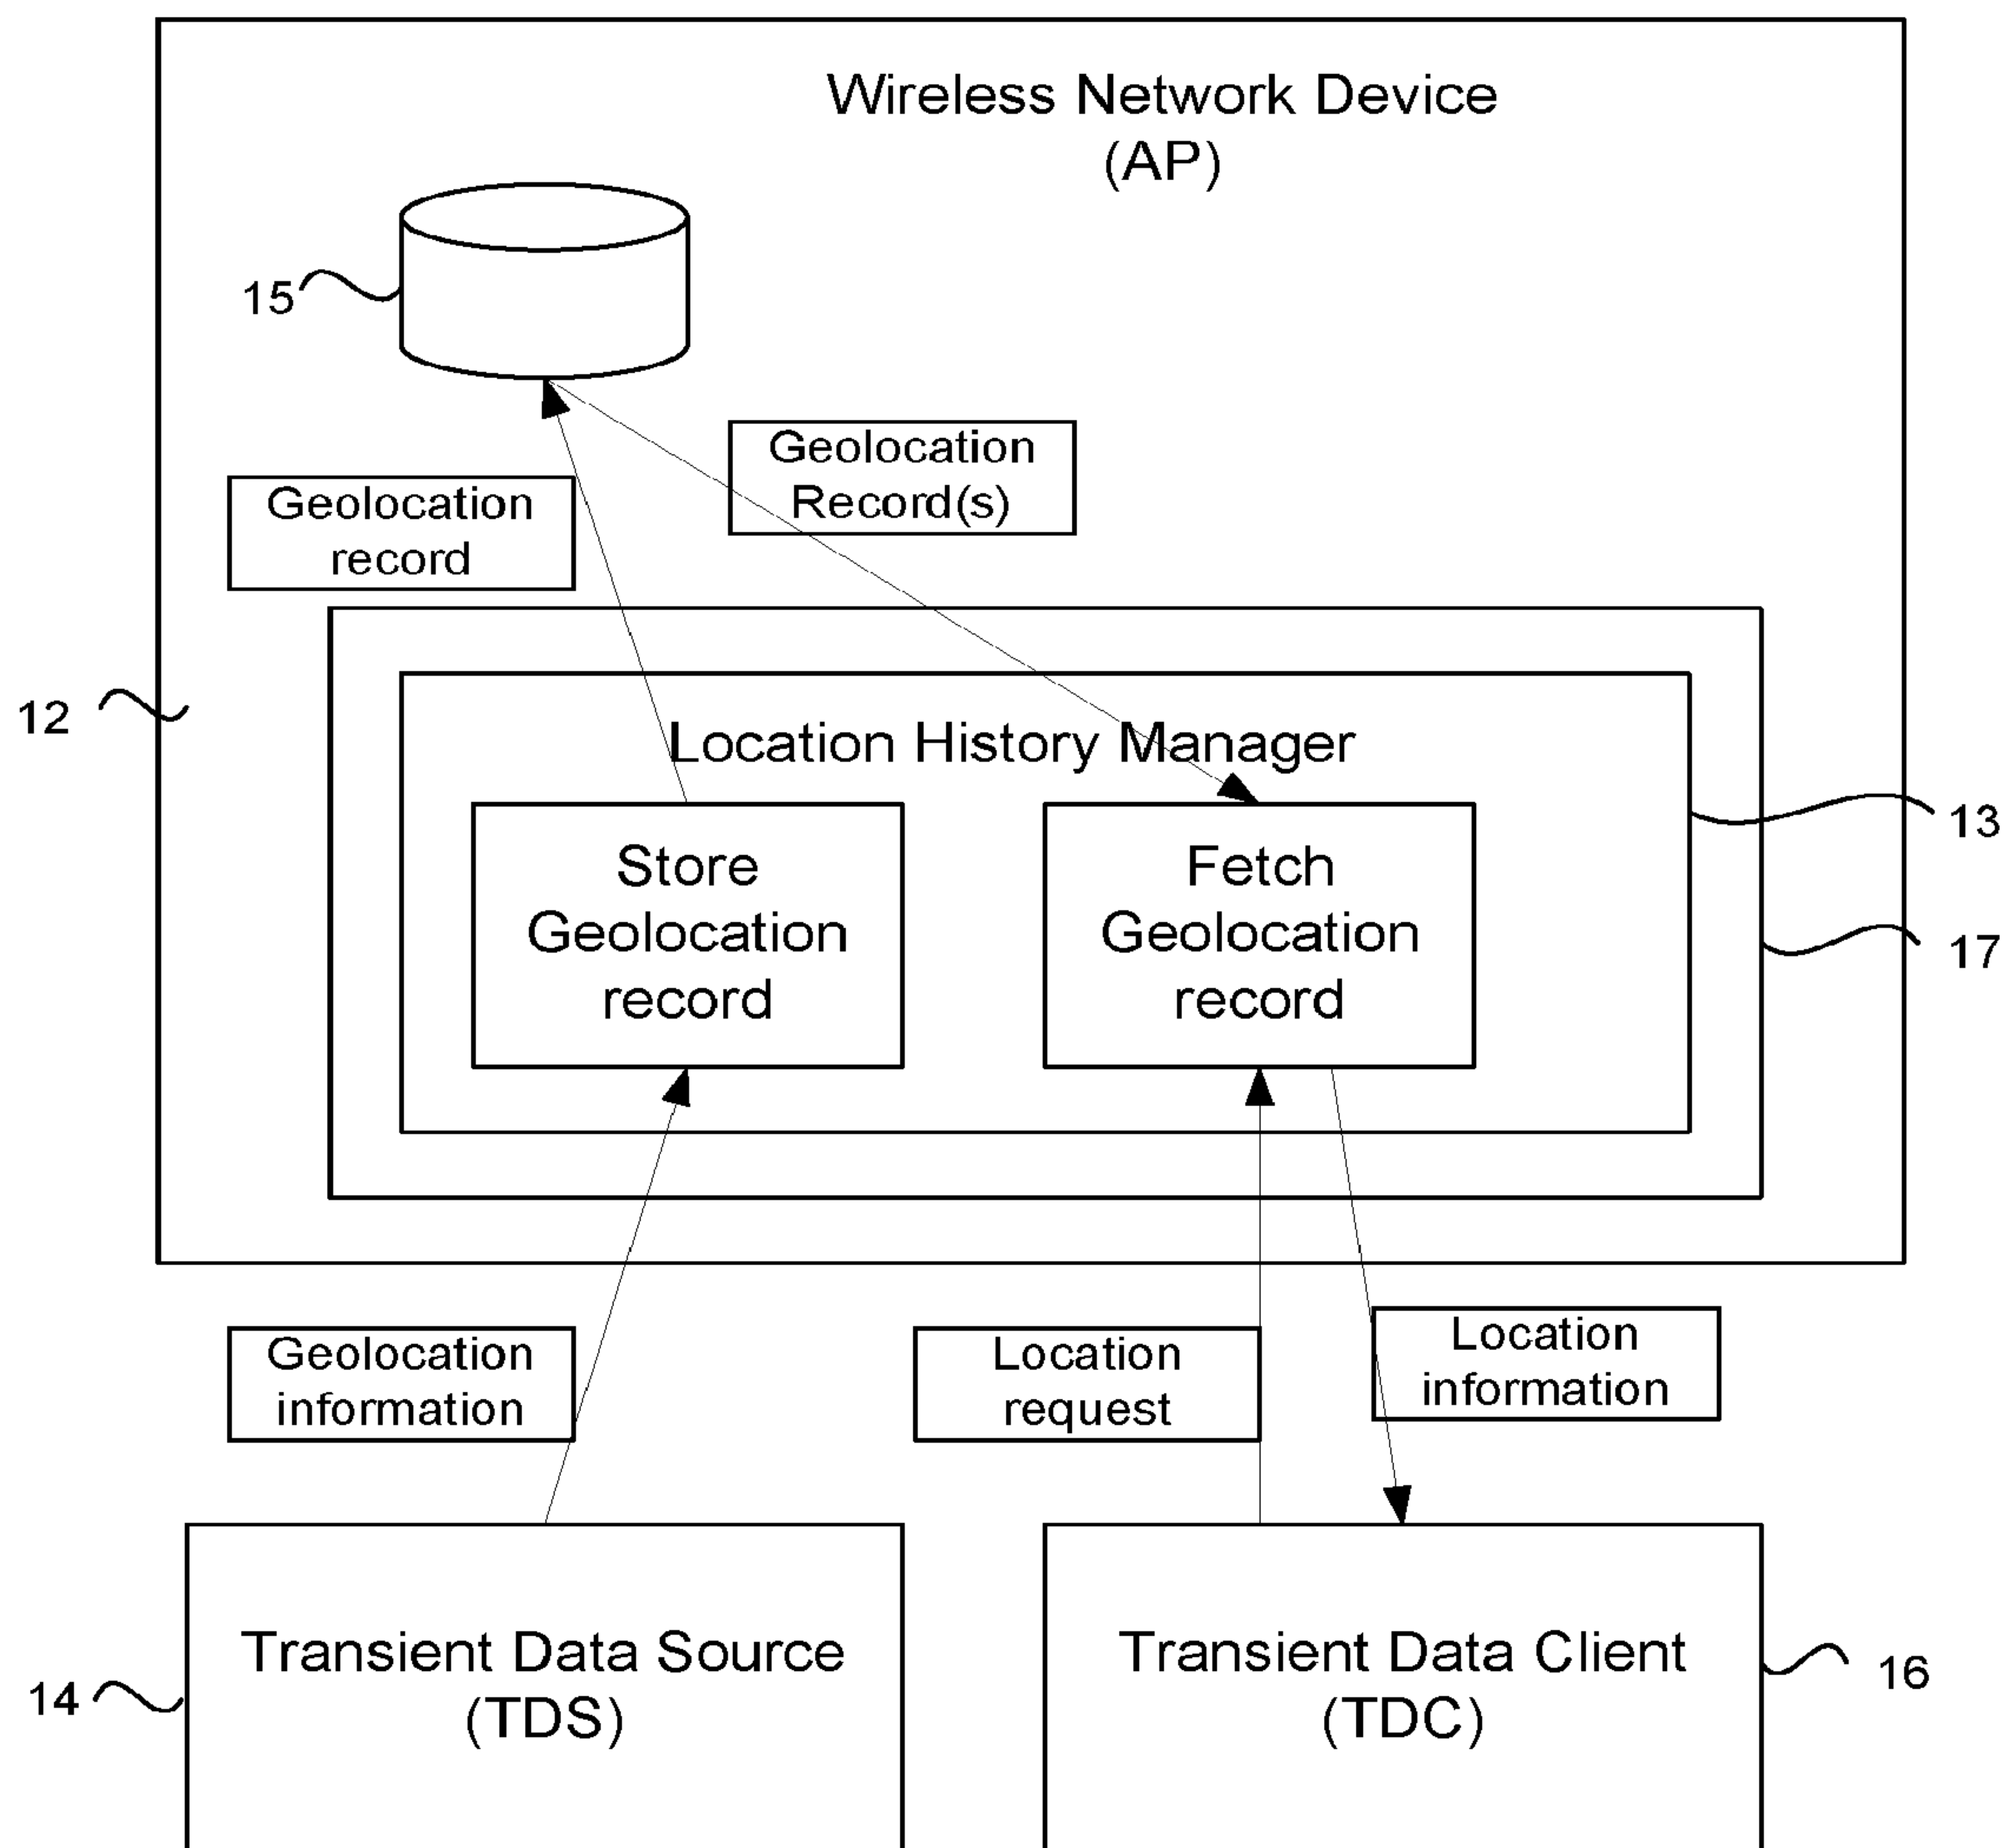 Wireless Network Device
(AP)
15
Geolocation
Record(s)
Geolocation
record
12
Location History Manager
13
Store
Geolocation
record
Fetch
Geolocation
record
17
Geolocation
information
Location
request
Location
information
14
Transient Data Source
(TDS)
Transient Data Client
(TDC)
16